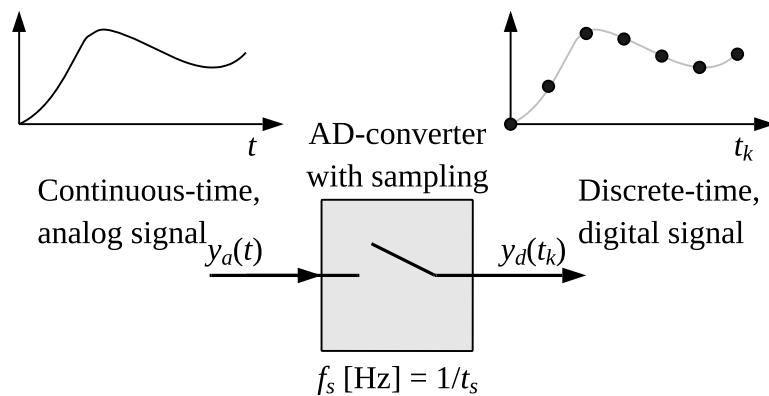 t
t_k
AD-converter
with sampling
Continuous-time,
analog signal
Discrete-time,
digital signal
y_a(t)
y_d(t_k)
f_s [Hz] = 1/t_s